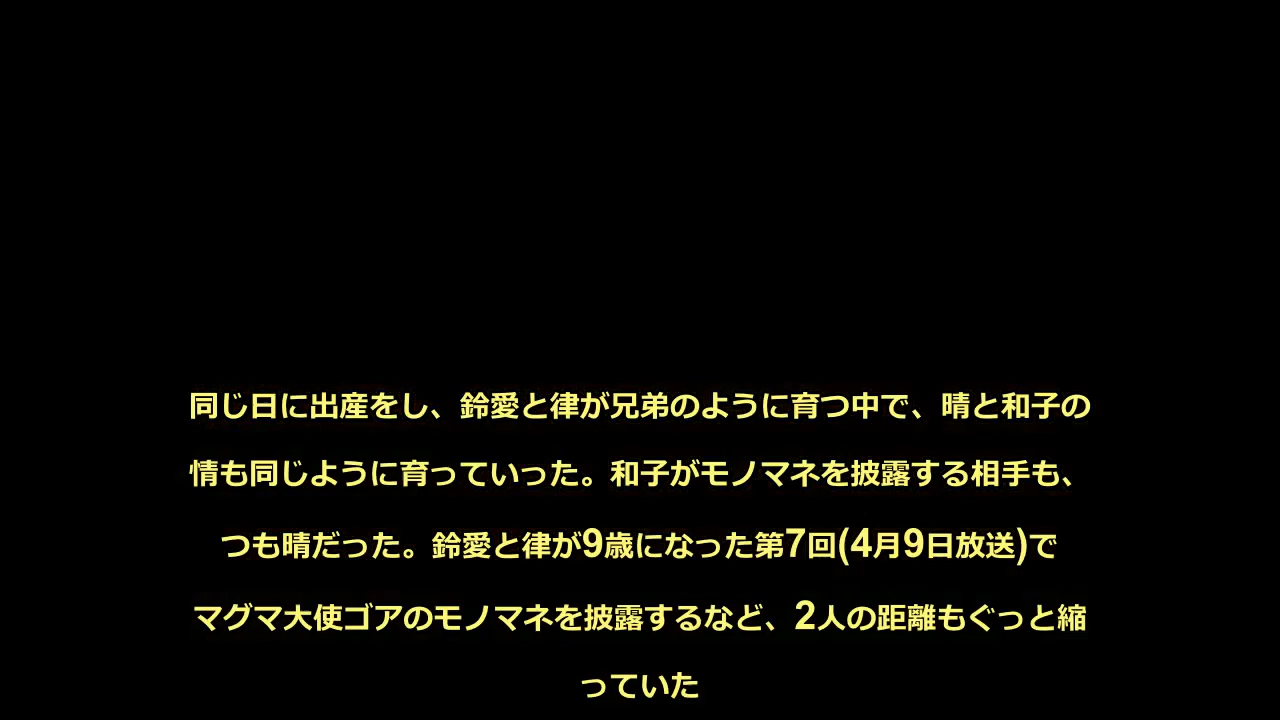 同じ日に出産をし、鈴愛と律が兄弟のように育つ中で、晴と和子の
情も同じように育っていった。和子がモノマネを披露する相手も、
つも晴だった。鈴愛と律が9歳になった第7回(4月9日放送)で
マグマ大使ゴアのモノマネを披露するなど、2人の距離もぐっと縮
っていた